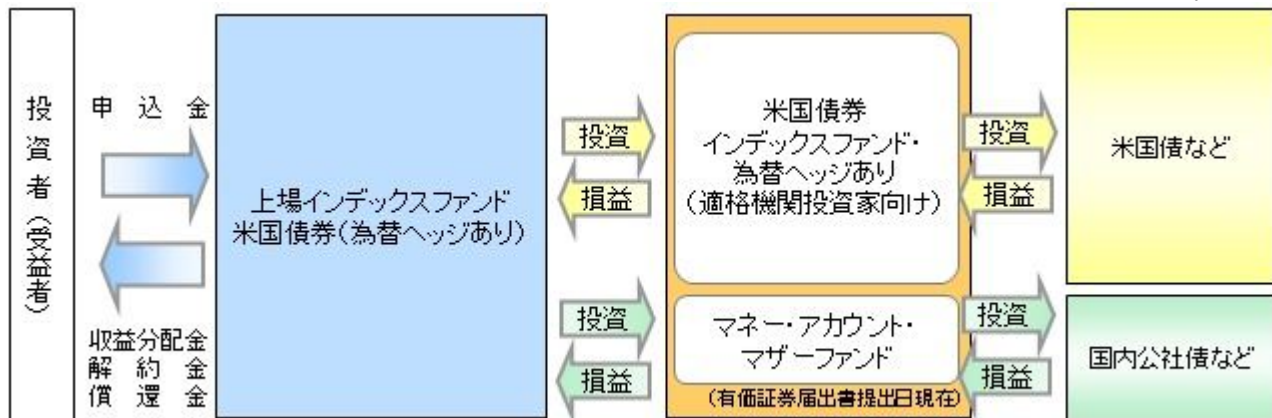 投資者(受益者)
申込金
収益分配金
解約金
償還金
上場インデックスファンド
米国債券(為替ヘッジあり)
投資
損益
投資
損益
米国債券
インデックスファンド・
為替ヘッジあり
(適格機関投資家向け)
マネー・アカウント・
マザーファンド
(有価証券届出書提出日現在)
投資
損益
投資
損益
米国債など
国内公社債など